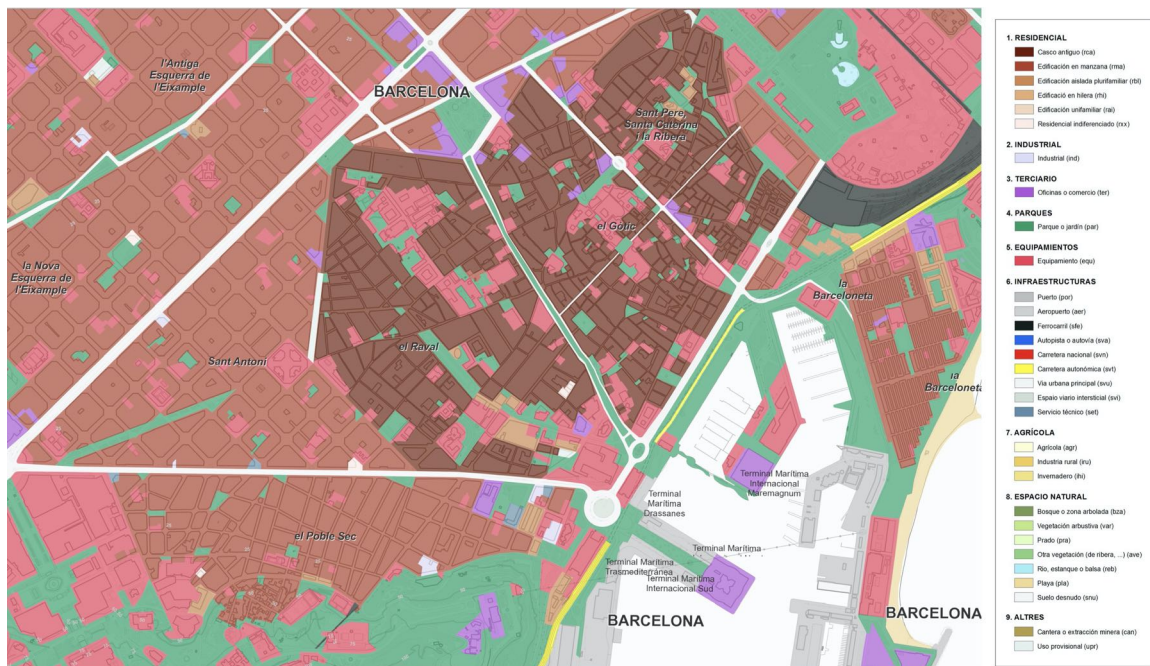 l'Antiga
Esquerra de
l'Eixample
BARCELONA
Sant Pere,
Santa Caterina
i la Ribera
el Gòtic
la Nova
Esquerra de
l'Eixample
la
Barceloneta
Sant Antoni
el Raval
la
Barceloneta
Terminal Marítima
Internacional
Maremagnum
Terminal
Marítima
Drassanes
el Poble Sec
Terminal Marítima
Terminal Marítima
Trasmediterránea
Terminal Marítima
Internacional Sud
BARCELONA
BARCELONA
1. RESIDENCIAL
Casco antiguo (rca)
Edificación en manzana (rma)
Edificación aislada plurifamiliar (rbl)
Edificació en hilera (rhi)
Edificación unifamiliar (rai)
Residencial indiferenciado (rxx)
2. INDUSTRIAL
Industrial (ind)
3. TERCIARIO
Oficinas o comercio (ter)
4. PARQUES
Parque o jardín (par)
5. EQUIPAMIENTOS
Equipamiento (equ)
6. INFRAESTRUCTURAS
Puerto (por)
Aeropuerto (aer)
Ferrocarril (sfe)
Autopista o autovía (sva)
Carretera nacional (svn)
Carretera autonómica (svt)
Via urbana principal (svu)
Espaio viario intersticial (svi)
Servicio técnico (set)
7. AGRÍCOLA
Agrícola (agr)
Industria rural (iru)
Invernadero (ihi)
8. ESPACIO NATURAL
Bosque o zona arbolada (bza)
Vegetación arbustiva (var)
Prado (pra)
Otra vegetación (de ribera, ...) (ave)
Rio, estanque o balsa (reb)
Playa (pla)
Suelo desnudo (snu)
9. ALTRES
Cantera o extracción minera (can)
Uso provisional (upr)